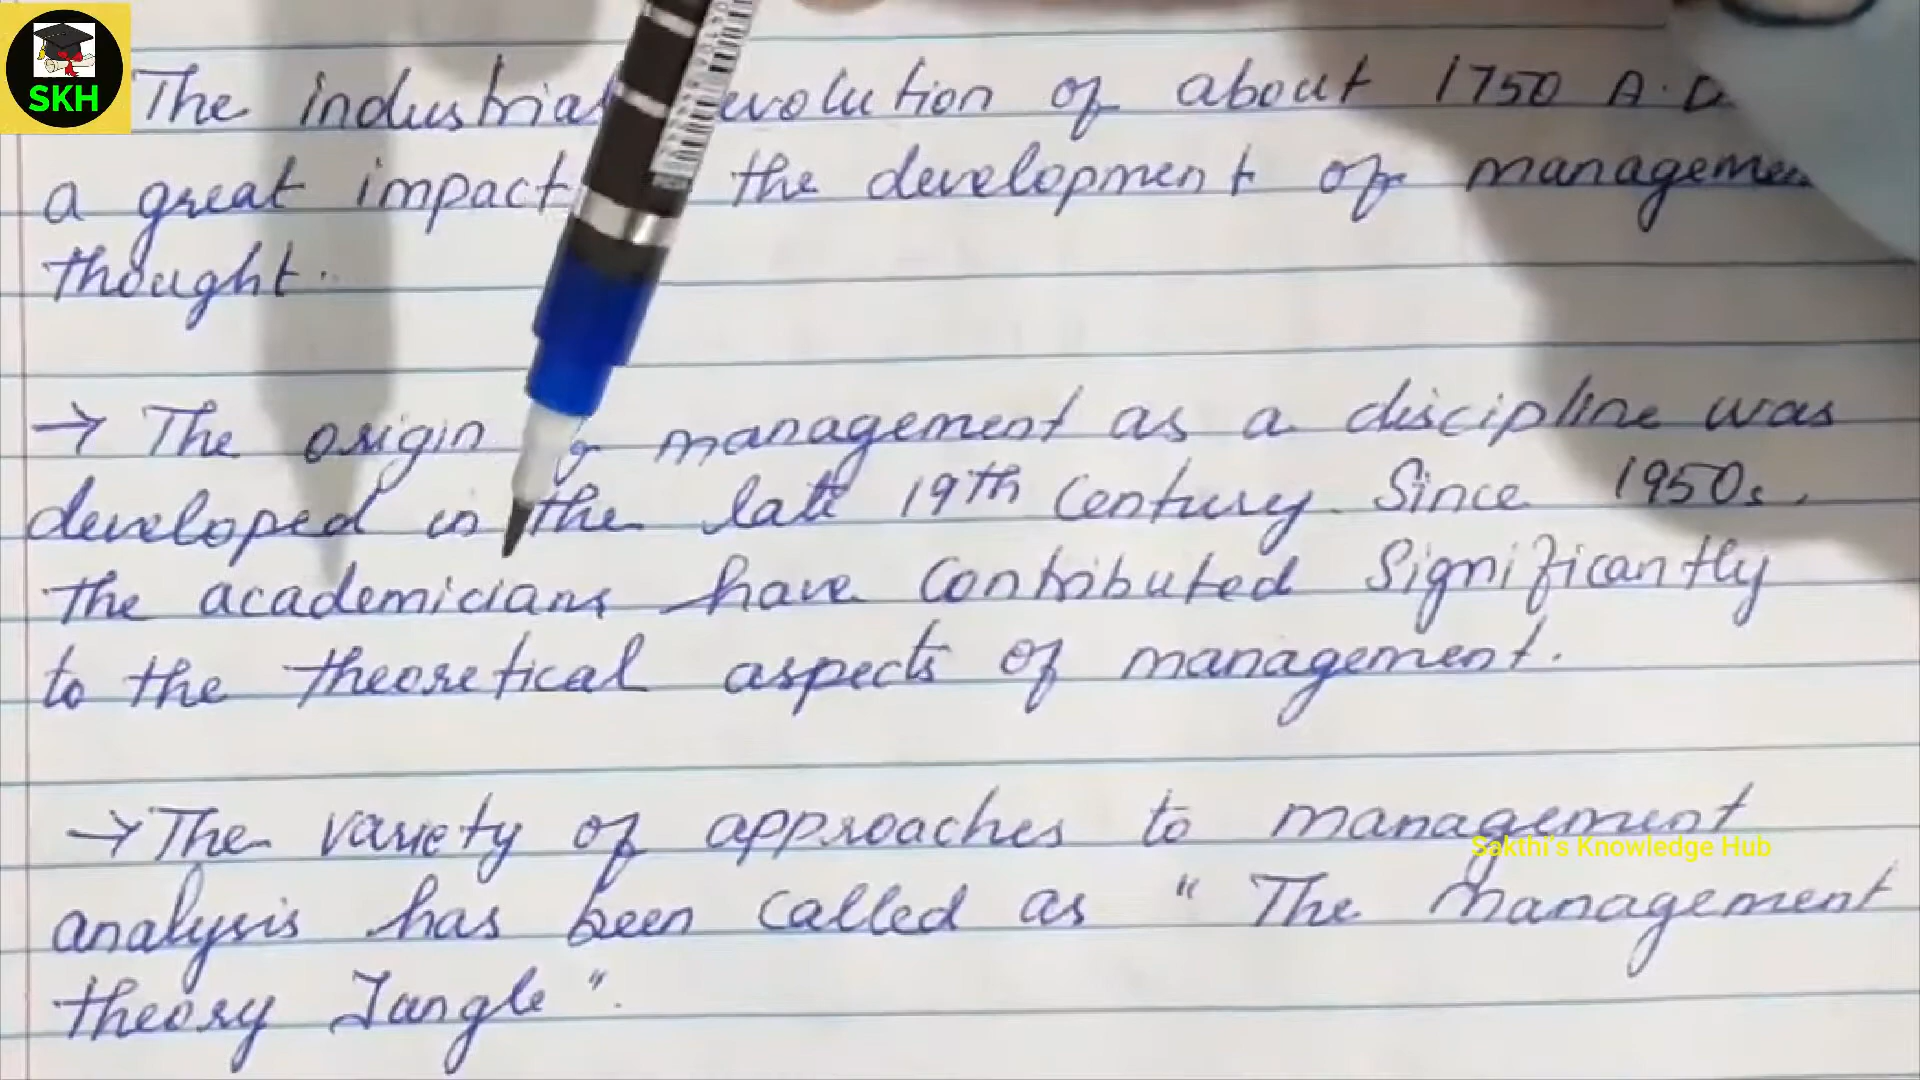 SKH
The industrial evolution of about 1750 A.D
a great impact the development of management
thought.
→ The origin of management as a discipline was
developed in the late 19th Century. Since 1950s,
the academicians have contributed Significantly
to the theoretical aspects of management.
→ The variety of approaches to management
Sakthi's Knowledge Hub
analysis has been called as " The Management
theory Jungle ".